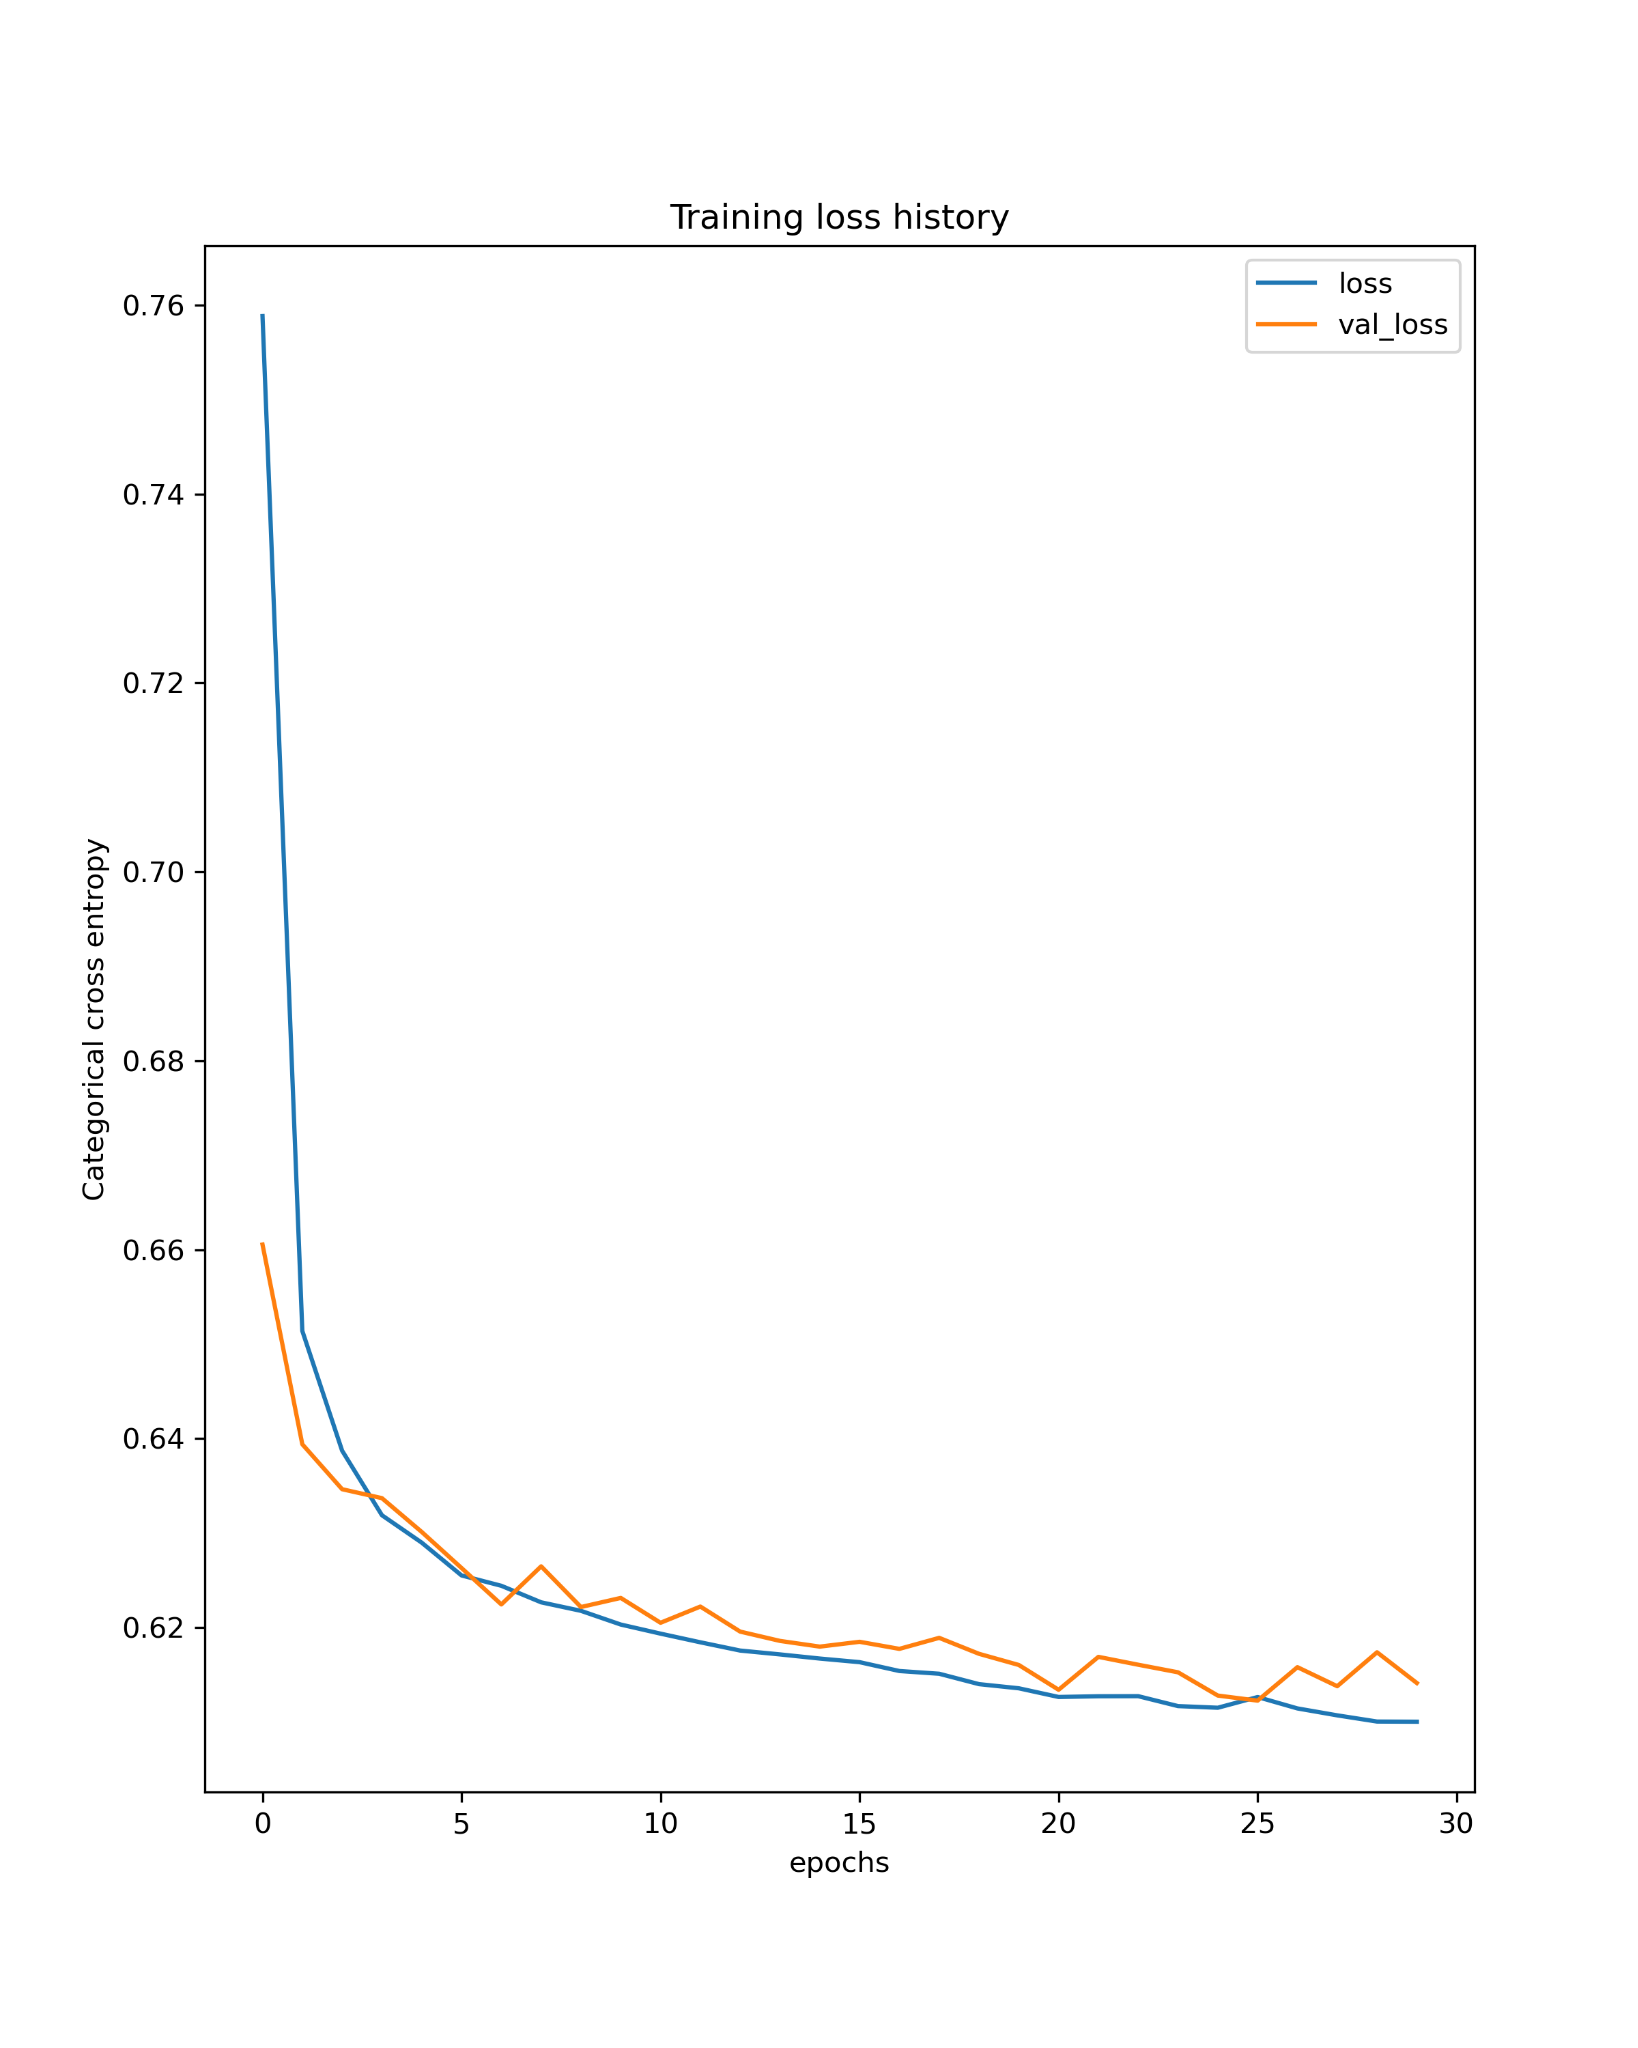 Training loss history
loss
val_loss
0.76
0.74
0.72
0.70
0.68
0.66
0.64
0.62
Categorical cross entropy
0 5 10 15 20 25 30
epochs